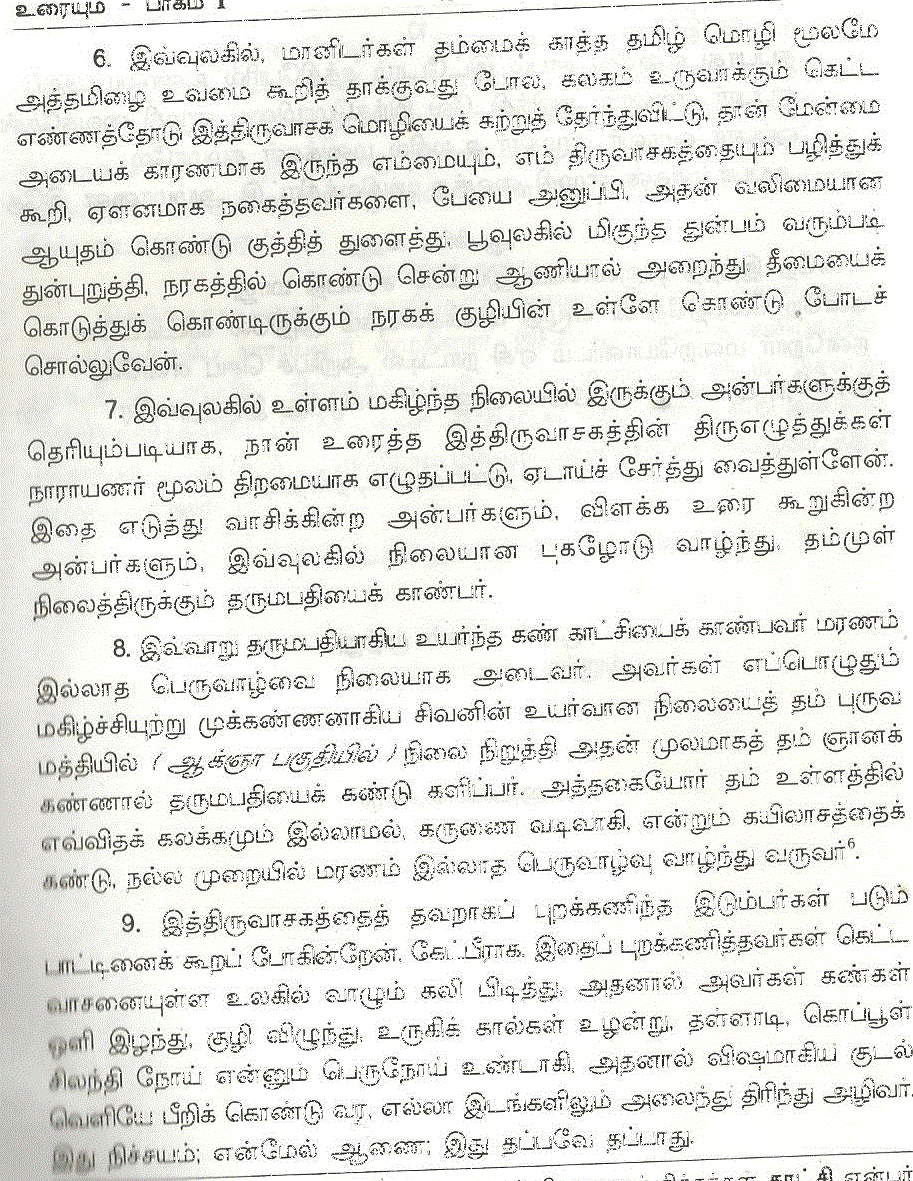 உரையும் - பாகம் I
6. இவ்வுலகில், மானிடர்கள் தம்மைக் காத்த தமிழ் மொழி மூலமே
அத்தமிழை உவமை கூறித் தாக்குவது போல, கலகம் உருவாக்கும் கெட்ட
எண்ணத்தோடு இத்திருவாசக மொழியைக் கற்றுத் தேர்ந்துவிட்டு, தான் மேன்மை
அடையக் காரணமாக இருந்த எம்மையும், எம் திருவாசகத்தையும் பழித்துக்
கூறி, ஏளனமாக நகைத்தவர்களை, பேயை அனுப்பி, அதன் வலிமையான
ஆயுதம் கொண்டு குத்தித் துளைத்து, பூவுலகில் மிகுந்த துன்பம் வரும்படி
துன்புறுத்தி, நரகத்தில் கொண்டு சென்று ஆணியால் அறைந்து தீமையைக்
கொடுத்துக் கொண்டிருக்கும் நரகக் குழியின் உள்ளே கொண்டு போடச்
சொல்லுவேன்.
7. இவ்வுலகில் உள்ளம் மகிழ்ந்த நிலையில் இருக்கும் அன்பர்களுக்குத்
தெரியும்படியாக, நான் உரைத்த இத்திருவாசகத்தின் திருஎழுத்துக்கள்
நாராயணர் மூலம் திறமையாக எழுதப்பட்டு, ஏடாய்ச் சேர்த்து வைத்துள்ளேன்.
இதை எடுத்து வாசிக்கின்ற அன்பர்களும், விளக்க உரை கூறுகின்ற
அன்பர்களும், இவ்வுலகில் நிலையான புகழோடு வாழ்ந்து, தம்முள்
நிலைத்திருக்கும் தருமபதியைக் காண்பர்.
8. இவ்வாறு தருமபதியாகிய உயர்ந்த கண் காட்சியைக் காண்பவர் மரணம்
இல்லாத பெருவாழ்வை நிலையாக அடைவர். அவர்கள் எப்பொழுதும்
மகிழ்ச்சியுற்று முக்கண்ணனாகிய சிவனின் உயர்வான நிலையைத் தம் புருவ
மத்தியில் ( ஆக்ஞா பகுதியில் ) நிலை நிறுத்தி அதன் மூலமாகத் தம் ஞானக்
கண்ணால் தருமபதியைக் கண்டு களிப்பர். அத்தகையோர் தம் உள்ளத்தில்
எவ்விதக் கலக்கமும் இல்லாமல், கருணை வடிவாகி, என்றும் கயிலாசத்தைக்
கண்டு, நல்ல முறையில் மரணம் இல்லாத பெருவாழ்வு வாழ்ந்து வருவர்⁶.
9. இத்திருவாசகத்தைத் தவறாகப் புறக்கணிந்த இடும்பர்கள் படும்
பாட்டினைக் கூறப் போகின்றேன், கேட்பீராக. இதைப் புறக்கணித்தவர்கள் கெட்ட
வாசனையுள்ள உலகில் வாழும் கலி பிடித்து, அதனால் அவர்கள் கண்கள்
ஒளி இழந்து, குழி விழுந்து, உருகிக் கால்கள் உழன்று, தள்ளாடி, கொப்பூள்
சிலந்தி நோய் என்னும் பெருநோய் உண்டாகி, அதனால் விஷமாகிய குடல்
வெளியே பீறிக் கொண்டு வர, எல்லா இடங்களிலும் அலைந்து திரிந்து அழிவர்.
இது நிச்சயம்; என்மேல் ஆணை; இது தப்பவே தப்பாது.
காட்சி என்பர்